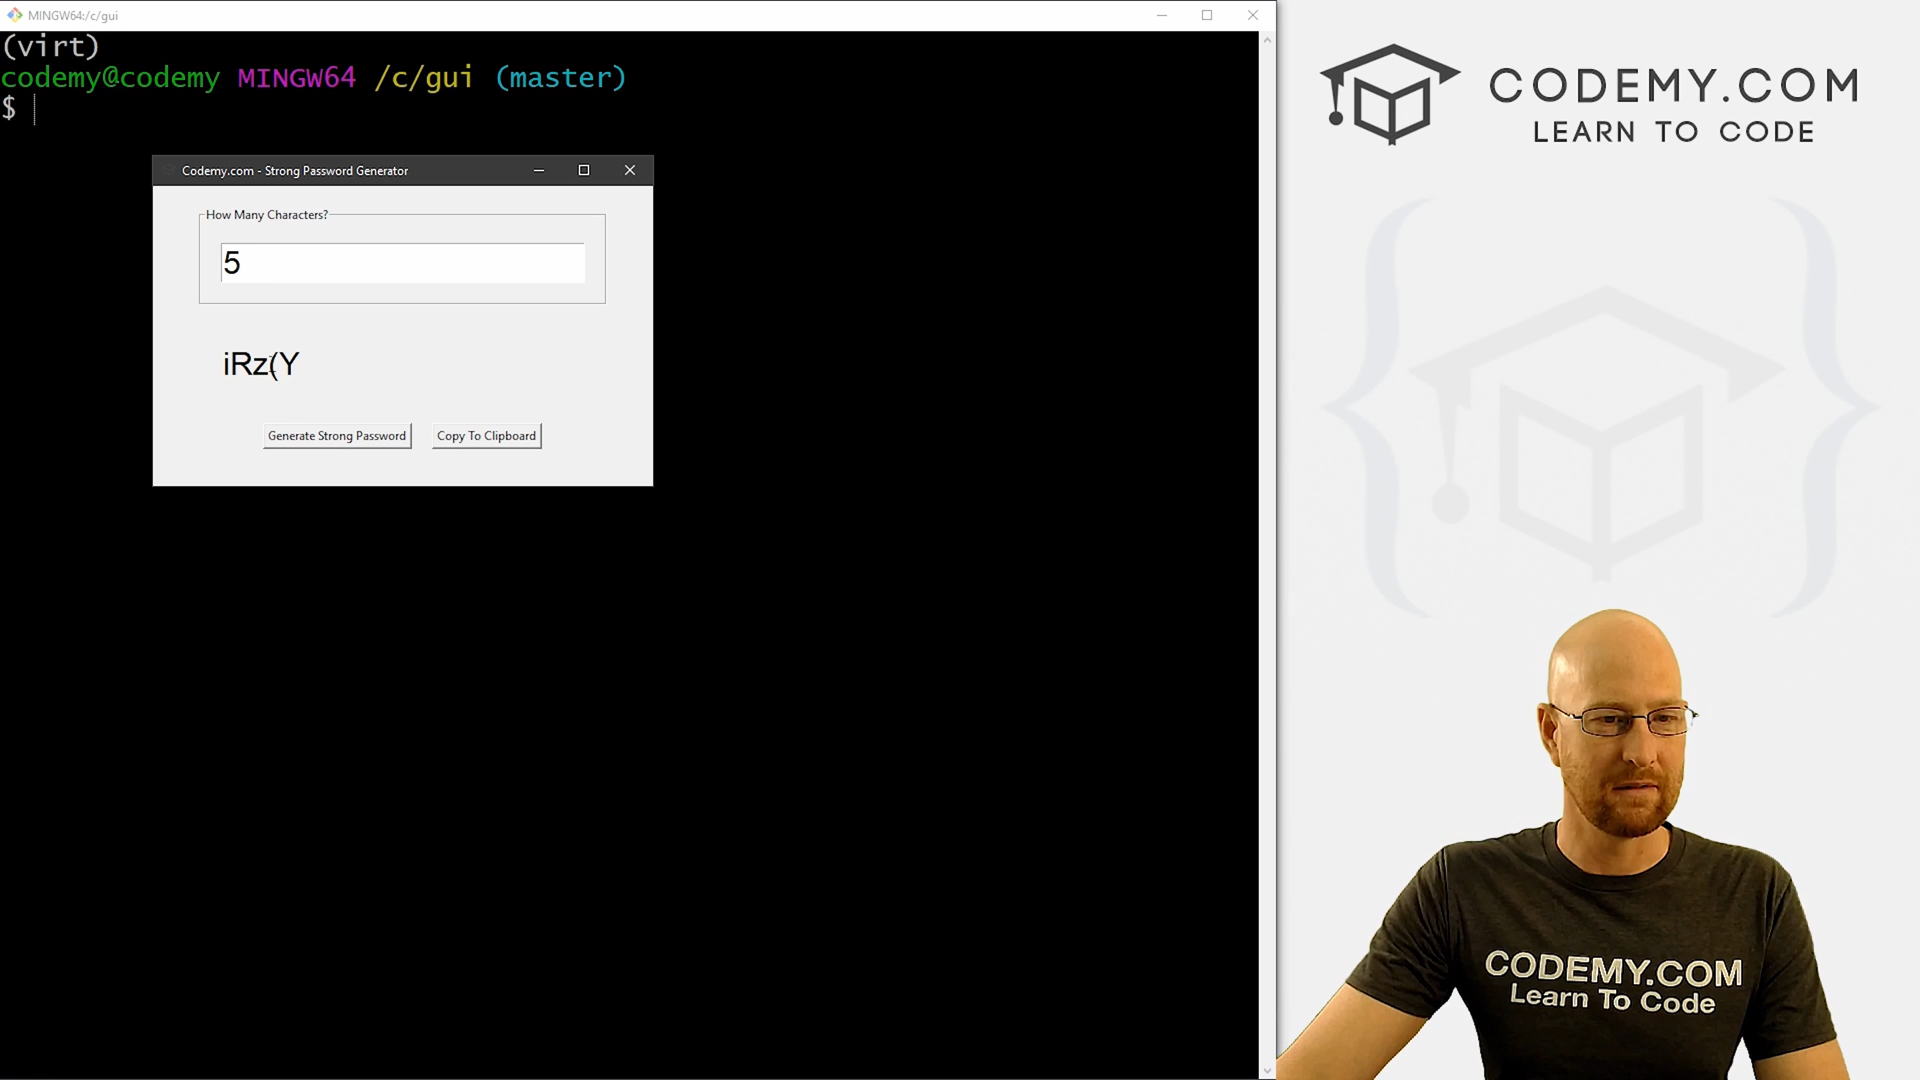 MINGW64:/c/gui
(virt)
codemy@codemy MINGW64 /c/gui (master)
$
Codemy.com - Strong Password Generator
How Many Characters?
5
iRz(Y
Generate Strong Password
Copy To Clipboard
CODEMY.COM
LEARN TO CODE
CODEMY.COM
Learn To Code